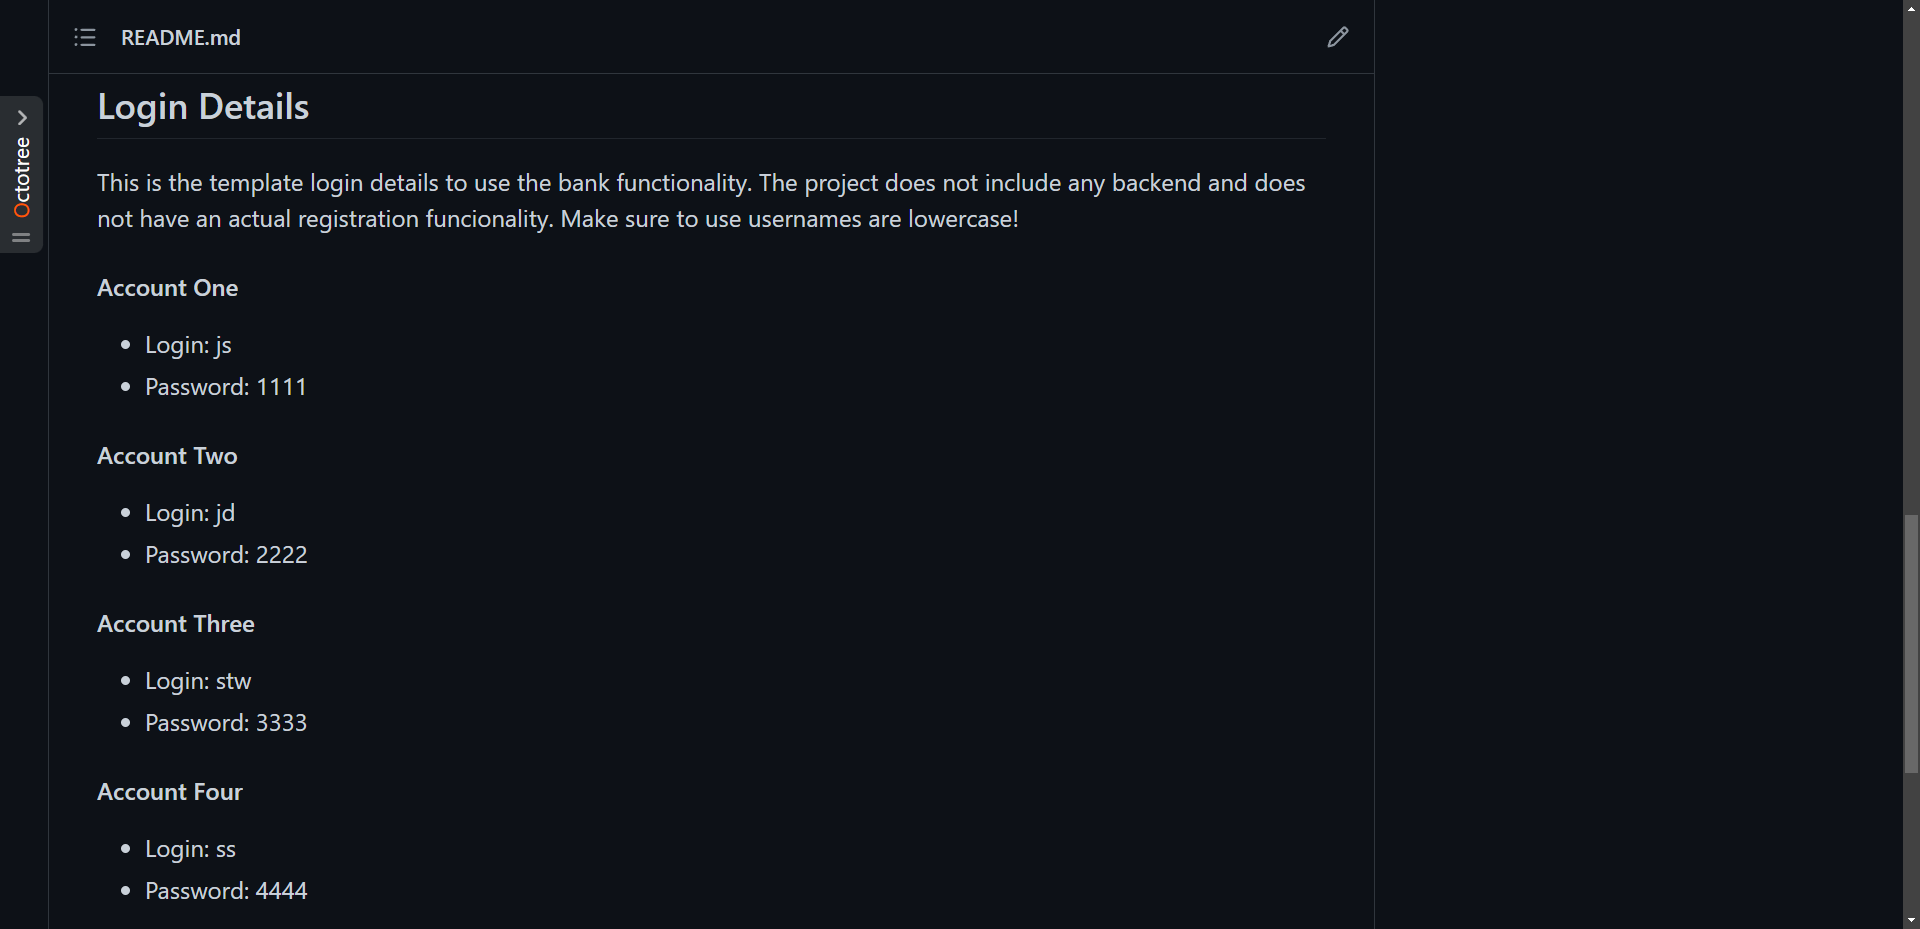 README.md
Octotree
Login Details
This is the template login details to use the bank functionality. The project does not include any backend and does
not have an actual registration funcionality. Make sure to use usernames are lowercase!
Account One
Login: js
Password: 1111
Account Two
Login: jd
Password: 2222
Account Three
Login: stw
Password: 3333
Account Four
Login: ss
Password: 4444